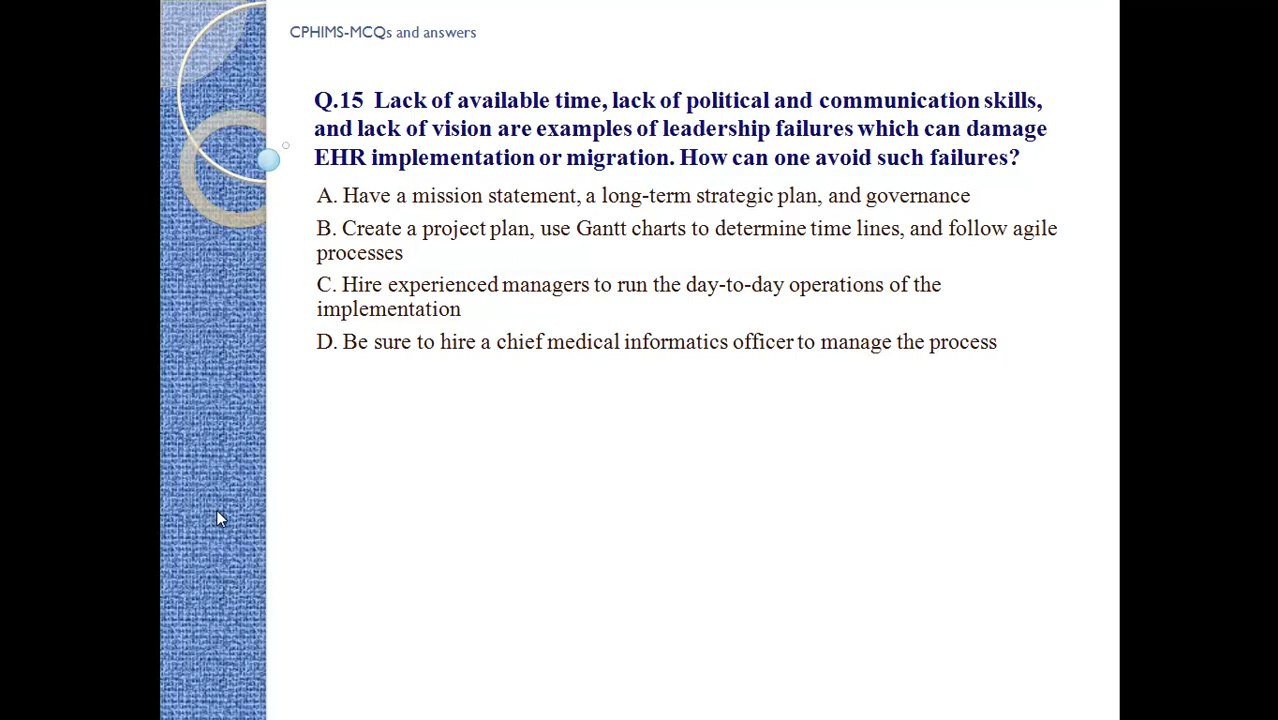 CPHIMS-MCQs and answers
Q.15 Lack of available time, lack of political and communication skills,
and lack of vision are examples of leadership failures which can damage
EHR implementation or migration. How can one avoid such failures?
A. Have a mission statement, a long-term strategic plan, and governance
B. Create a project plan, use Gantt charts to determine time lines, and follow agile
processes
C. Hire experienced managers to run the day-to-day operations of the
implementation
D. Be sure to hire a chief medical informatics officer to manage the process